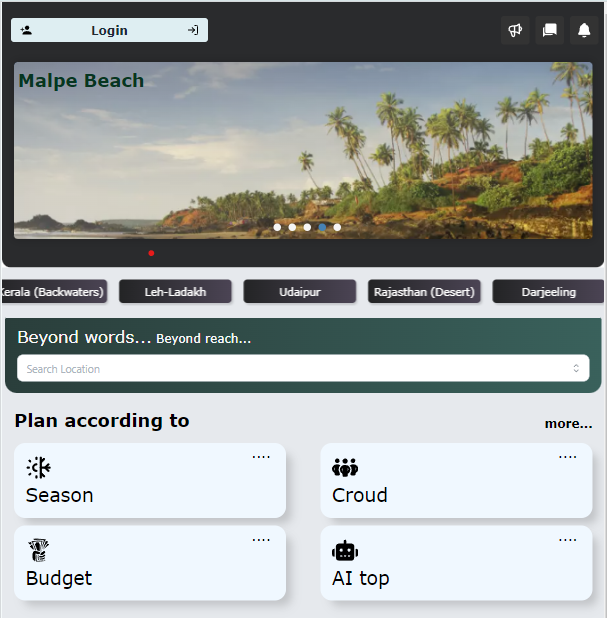 Login
Malpe Beach
Kerala (Backwaters) Leh-Ladakh Udaipur Rajasthan (Desert) Darjeeling
Beyond words... Beyond reach...
Search Location
Plan according to more...
....
Season
....
Croud
....
Budget
....
AI top